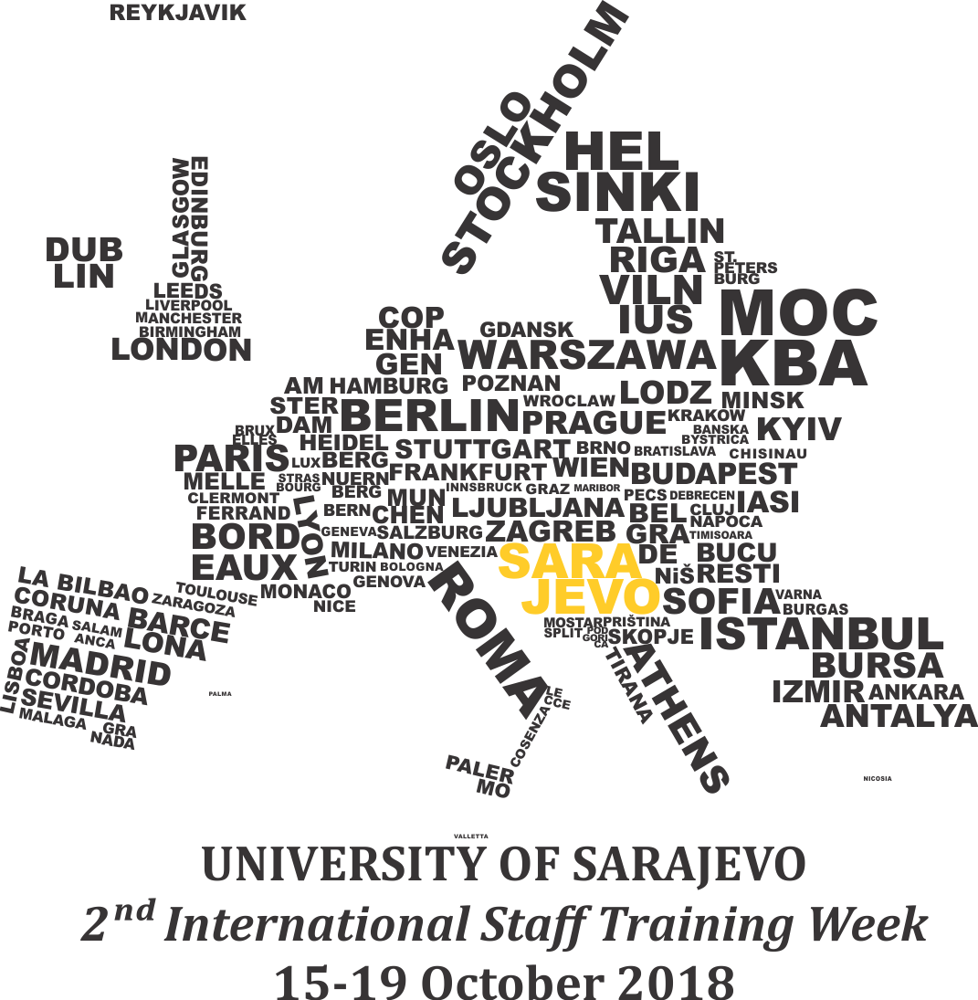 REYKJAVIK
OSLO
STOCKHOLM
HEL
SINKI
TALLIN
RIGA
ST.
PETERS
BURG
VILN
IUS
MOC
KBA
EDINBURG
GLASGOW
DUB
LIN
LEEDS
LIVERPOOL
MANCHESTER
BIRMINGHAM
LONDON
COP
ENHA
GEN
GDANSK
WARSZAWA
AM
STER
DAM
HAMBURG
POZNAN
WROCLAW
LODZ
MINSK
BERLIN
PRAGUE
KRAKOW
BANSKA
BYSTRICA
KYIV
BRUX
ELLES
HEIDEL
BERG
STUTTGART
BRNO
BRATISLAVA
CHISINAU
PARIS
LUX
MELLE
STRAS
BOURG
NUERN
BERG
FRANKFURT
WIEN
BUDAPEST
CLERMONT
FERRAND
LYON
BERN
MUN
CHEN
INNSBRUCK
GRAZ
MARIBOR
PECS
DEBRECEN
IASI
LJUBLJANA
BEL
GRA
DE
CLUJ
NAPOCA
BORD
EAUX
GENEVA
SALZBURG
ZAGREB
TIMISOARA
MILANO
VENEZIA
SARA
JEVO
BUCU
RESTI
TURIN
BOLOGNA
NiŠ
GENOVA
MONACO
NICE
SOFIA
VARNA
BURGAS
LA
CORUNA
BILBAO
TOULOUSE
ZARAGOZA
BRAGA
PORTO
SALAM
ANCA
BARCE
LONA
LISBOA
MADRID
CORDOBA
SEVILLA
MALAGA
GRA
NADA
PALMA
ROMA
MOSTAR
PRIŠTINA
SPLIT
POD
GORI
CA
SKOPJE
ISTANBUL
BURSA
IZMIR
ANKARA
ANTALYA
TIRANA
ATHENS
LE
CCE
COSENZA
PALER
MO
NICOSIA
VALLETTA
UNIVERSITY OF SARAJEVO
2nd International Staff Training Week
15-19 October 2018